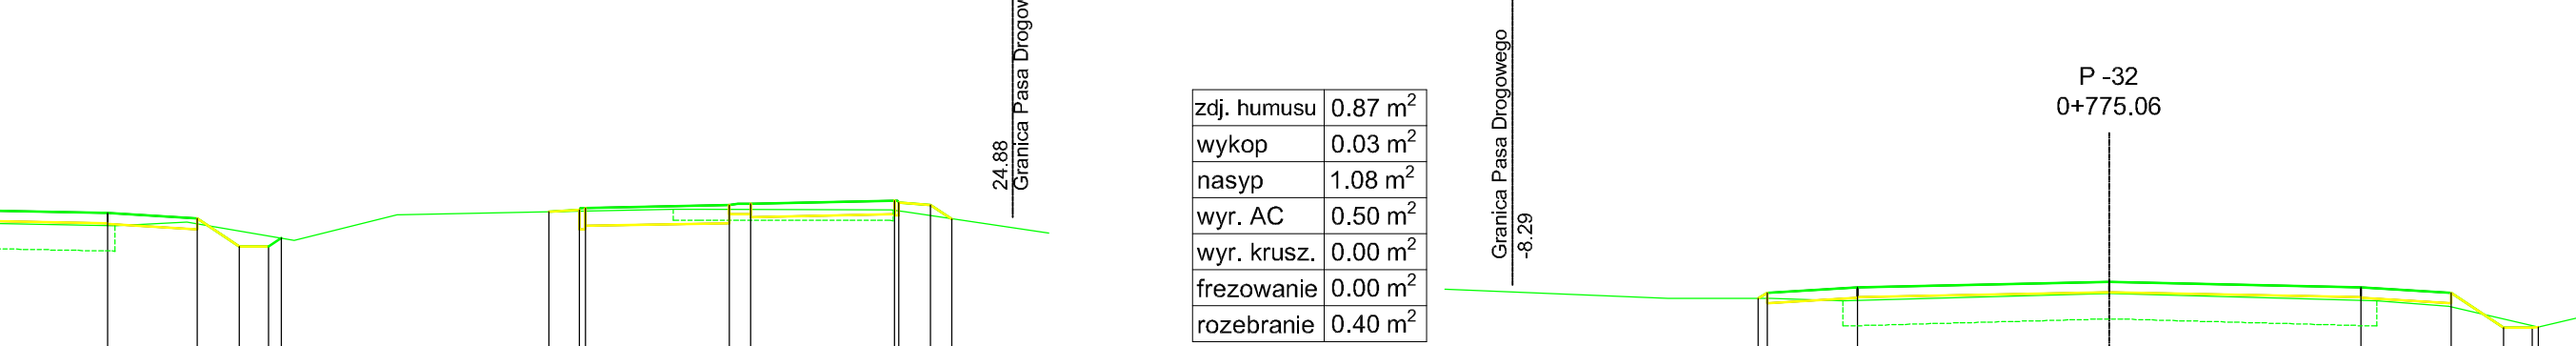 24.88
Granica Pasa Drogow
zdj. humusu 0.87 m²
wykop 0.03 m²
nasyp 1.08 m²
wyr. AC 0.50 m²
wyr. krusz. 0.00 m²
frezowanie 0.00 m²
rozebranie 0.40 m²
Granica Pasa Drogowego
-8.29
P -32
0+775.06